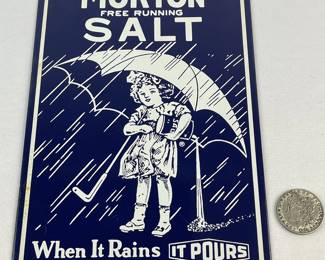 MORTON
FREE RUNNING
SALT
®
When It Rains IT POURS